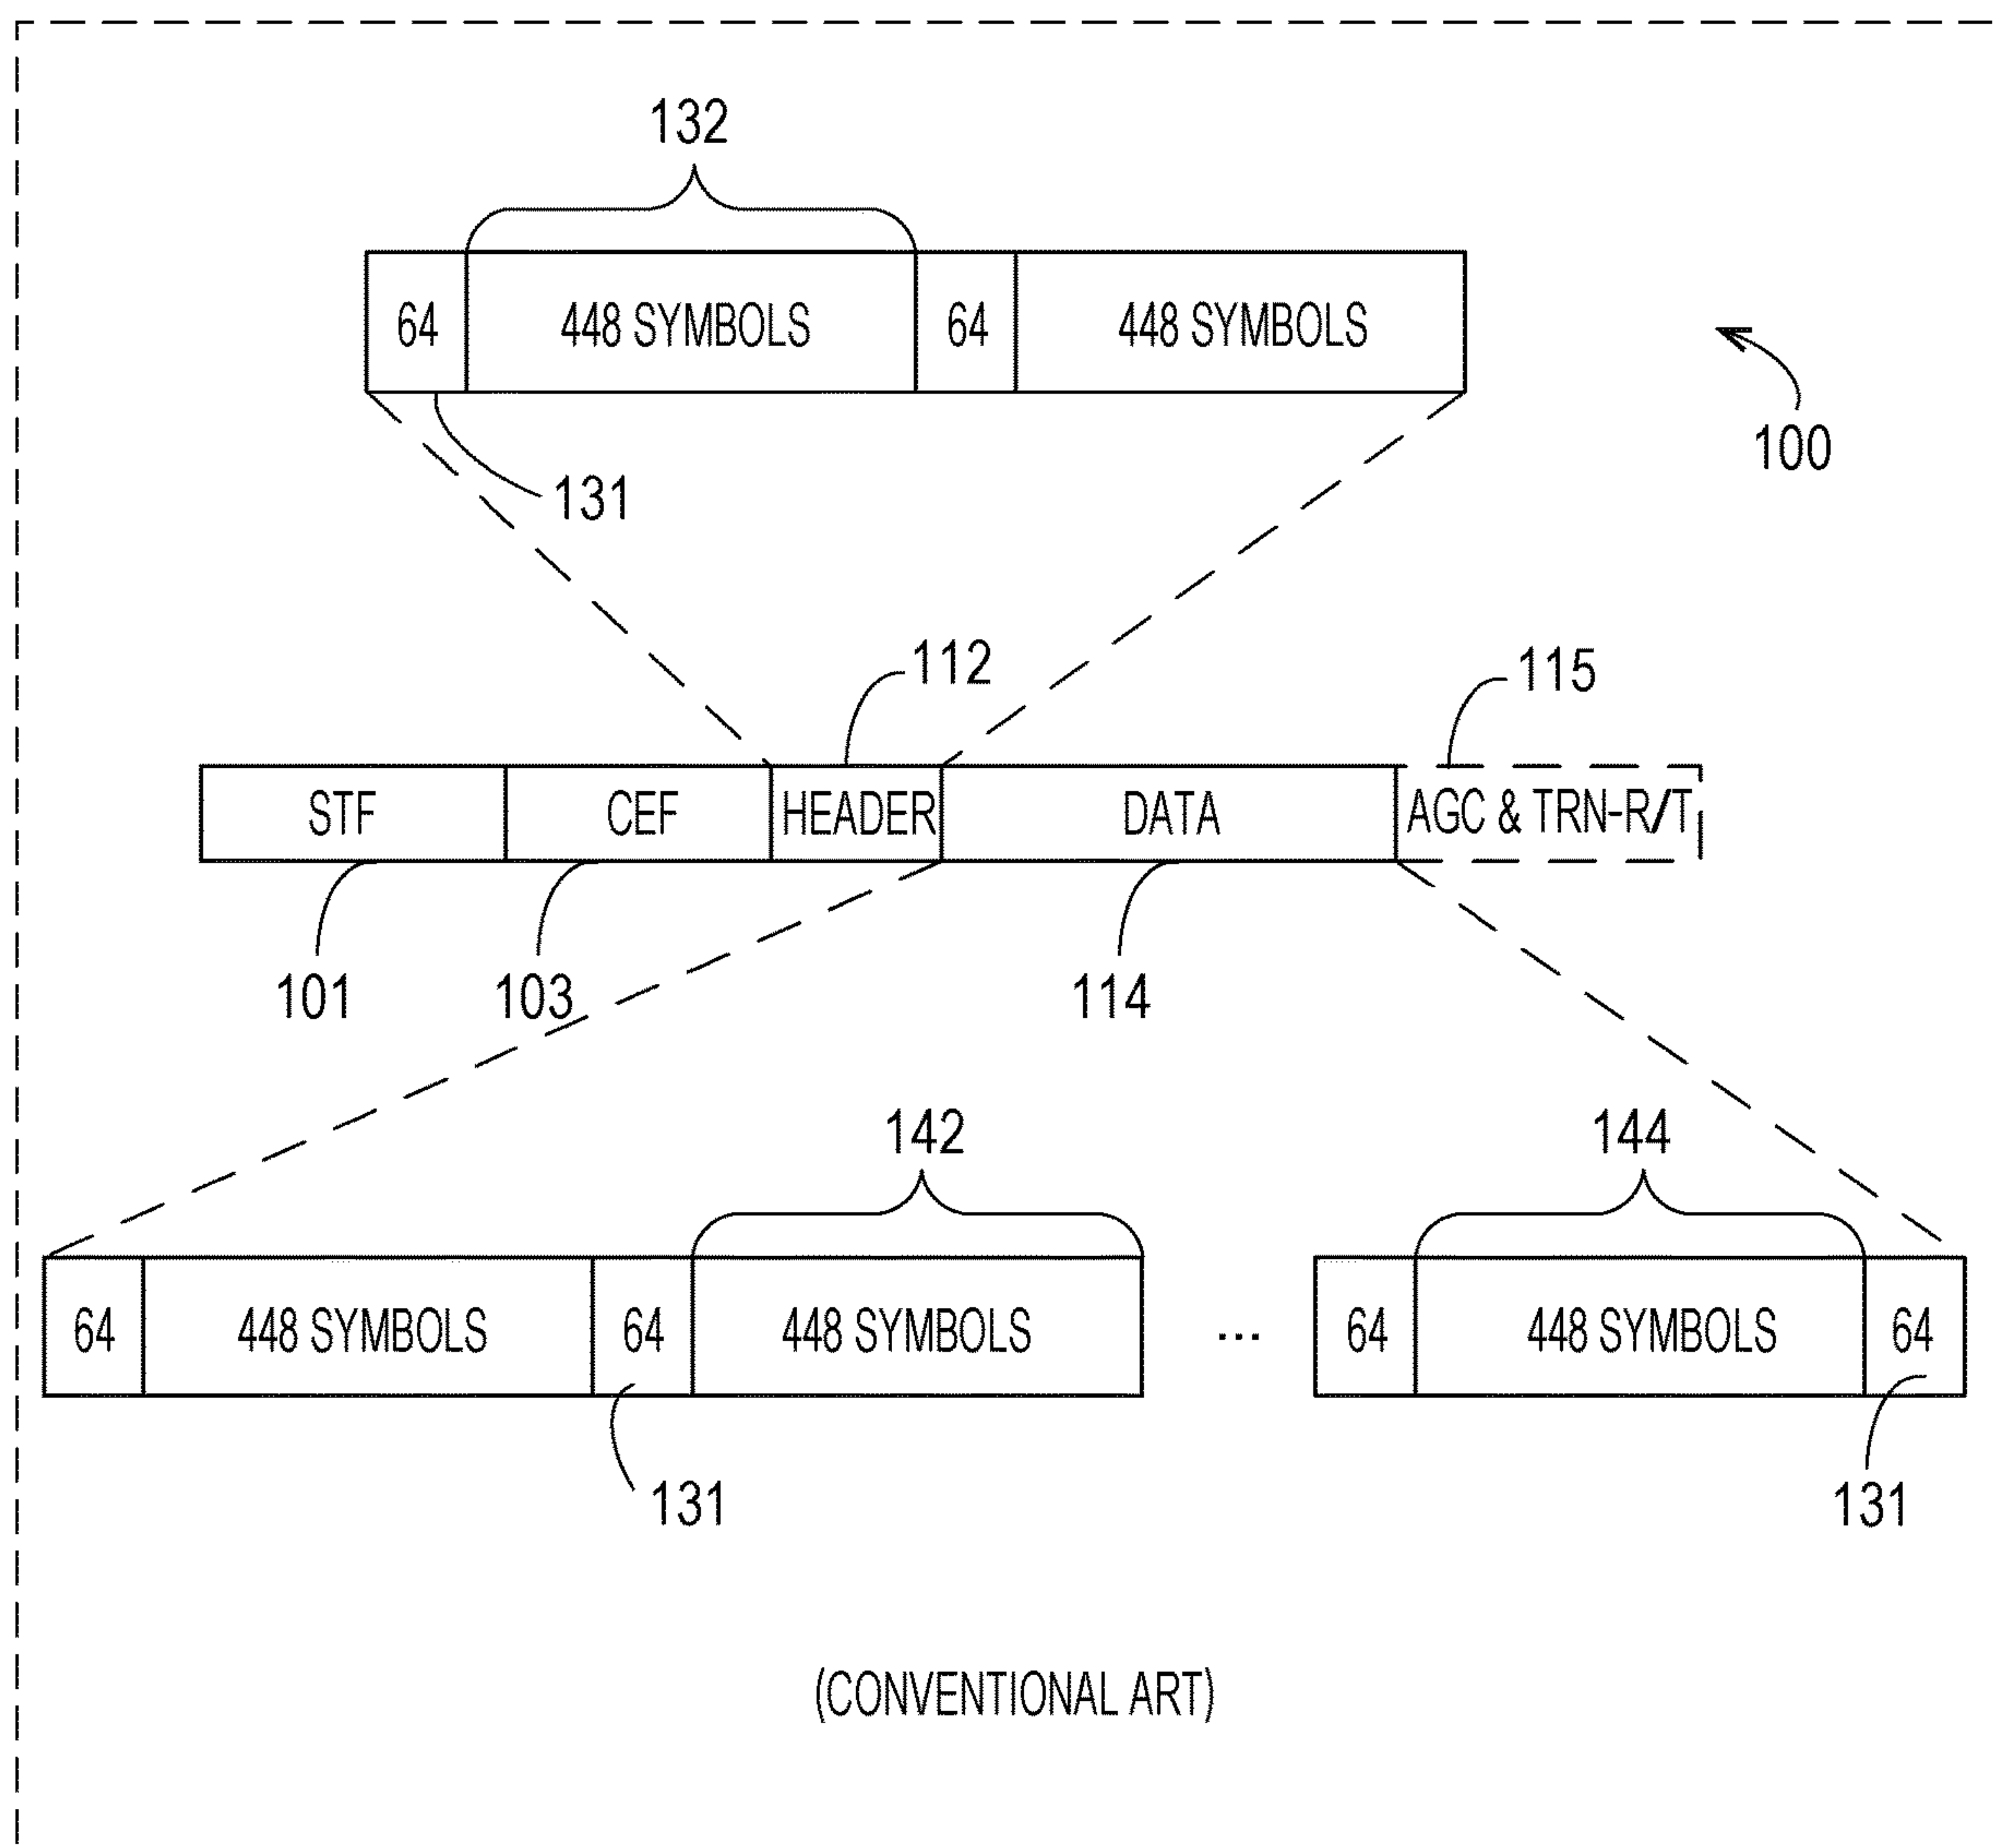 132
64 448 SYMBOLS 64 448 SYMBOLS
100
131
112
115
STF CEF HEADER DATA AGC & TRN-R/T
101 103 114
142 144
64 448 SYMBOLS 64 448 SYMBOLS ... 64 448 SYMBOLS 64
131 131
(CONVENTIONAL ART)